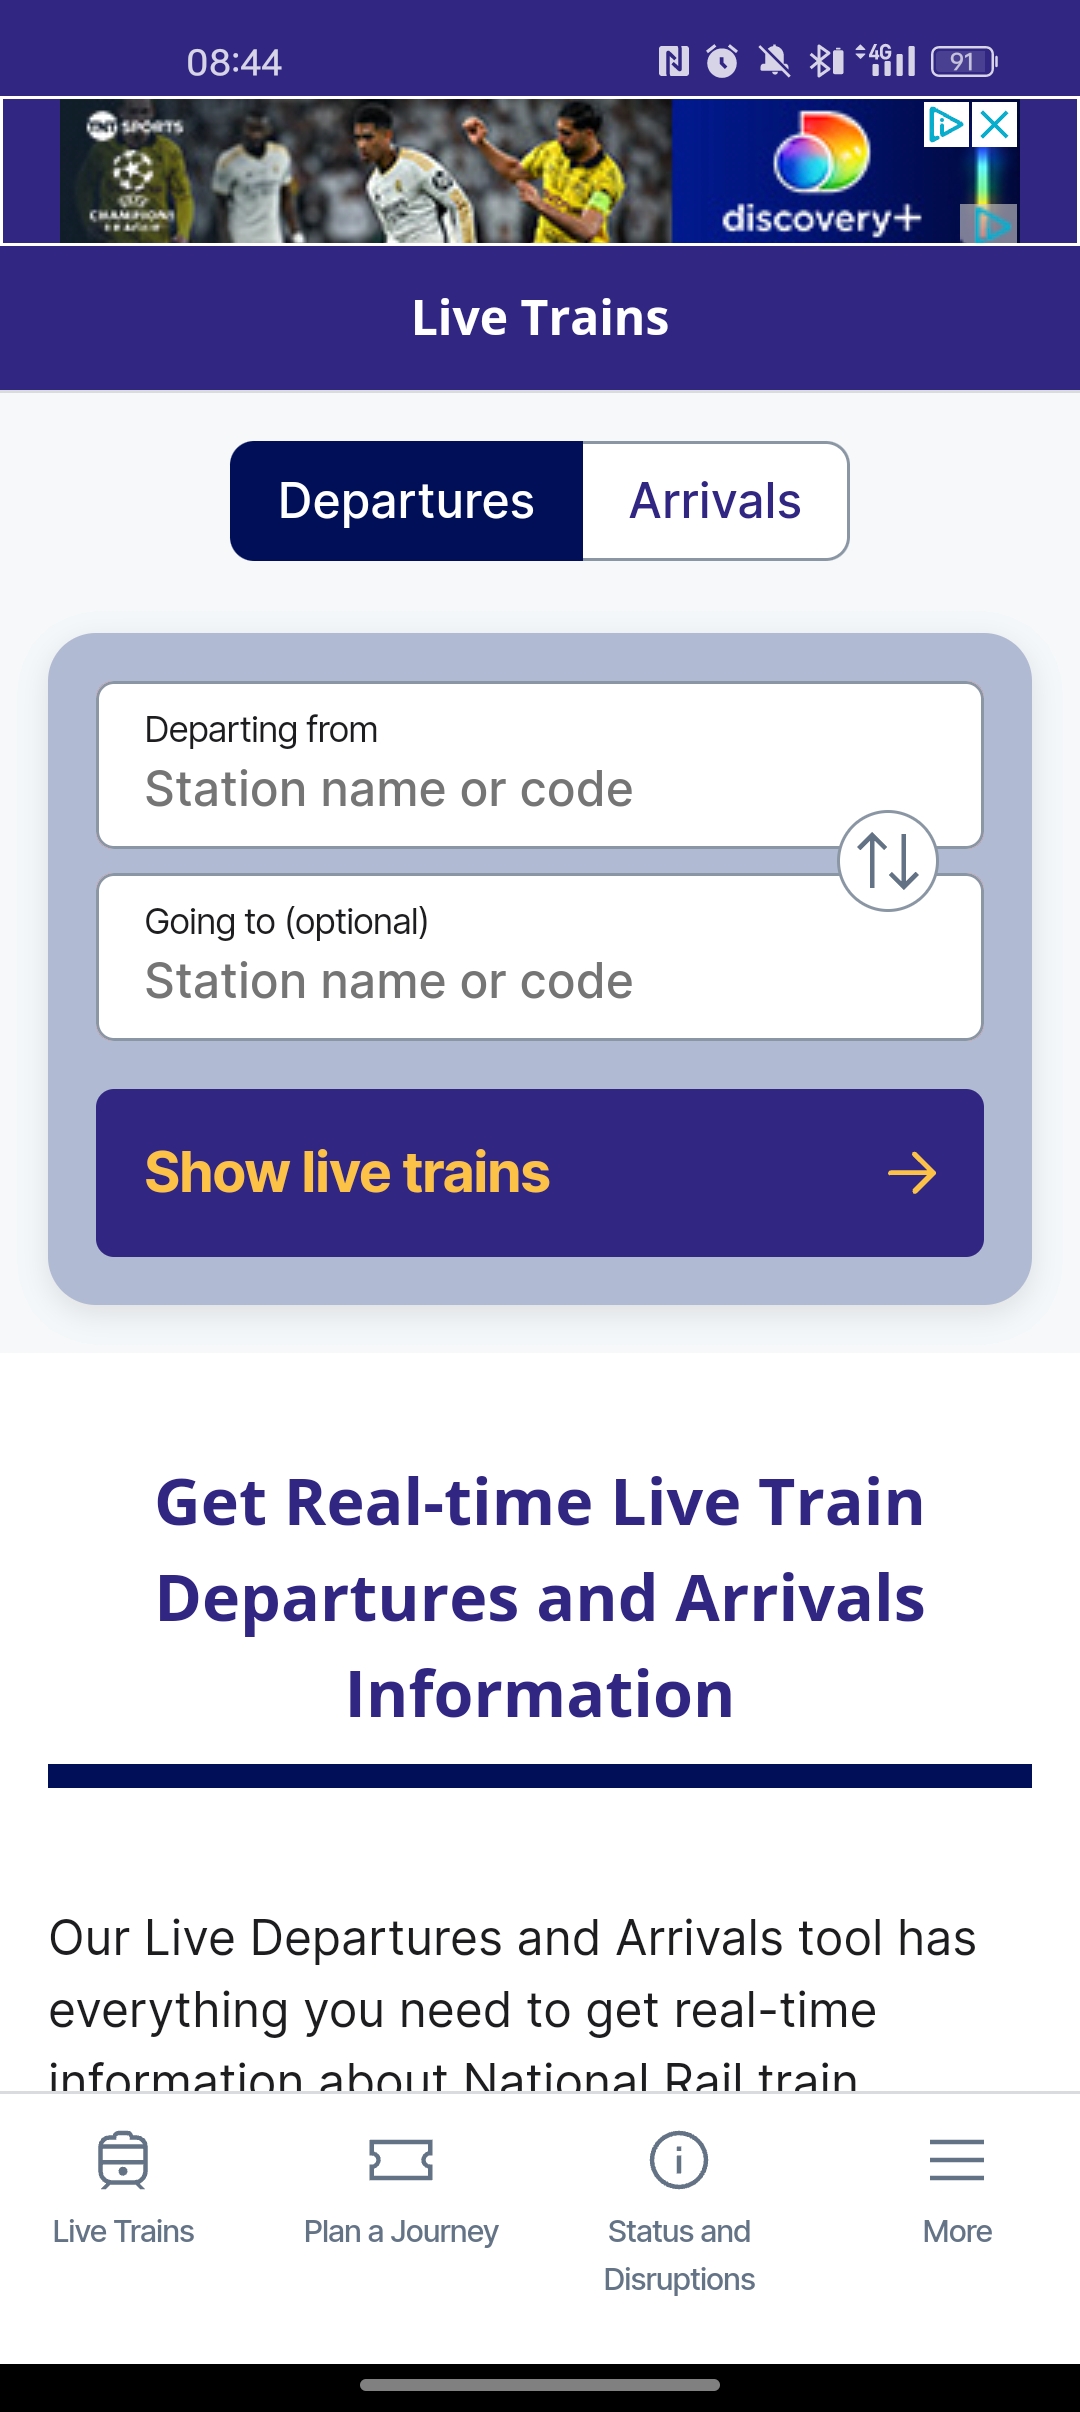 08:44
4G
91
TNT SPORTS
UEFA
CHAMPIONS
LEAGUE
discovery+
Live Trains
Departures
Arrivals
Departing from
Station name or code
Going to (optional)
Station name or code
Show live trains
Get Real-time Live Train
Departures and Arrivals
Information
Our Live Departures and Arrivals tool has
everything you need to get real-time
information about National Rail train
Live Trains
Plan a Journey
Status and
Disruptions
More